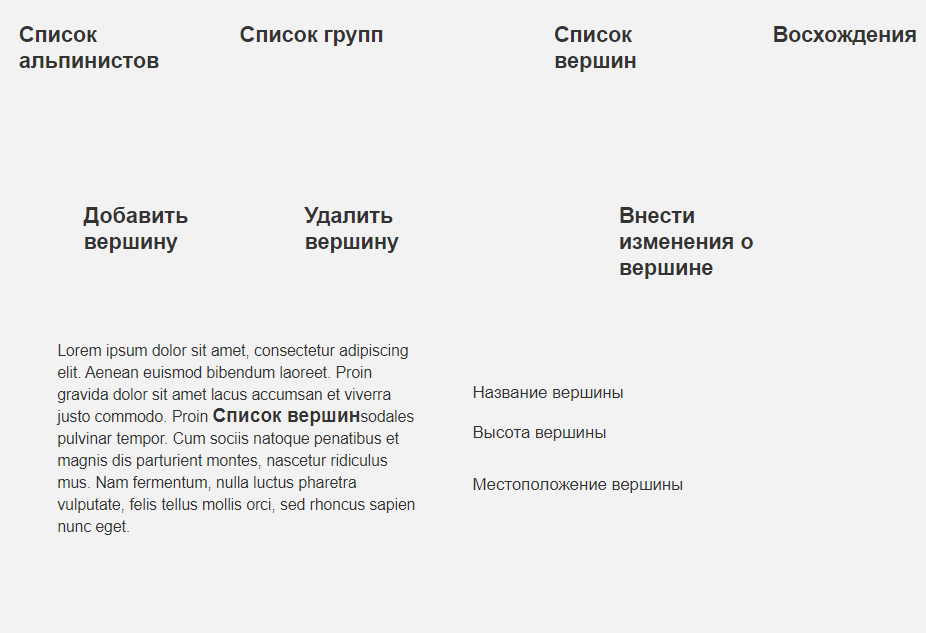 Список
альпинистов
Список групп
Список
вершин
Восхождения
Добавить
вершину
Удалить
вершину
Внести
изменения о
вершине
Lorem ipsum dolor sit amet, consectetur adipiscing
elit. Aenean euismod bibendum laoreet. Proin
gravida dolor sit amet lacus accumsan et viverra
justo commodo. Proin Список вершинsodales
pulvinar tempor. Cum sociis natoque penatibus et
magnis dis parturient montes, nascetur ridiculus
mus. Nam fermentum, nulla luctus pharetra
vulputate, felis tellus mollis orci, sed rhoncus sapien
nunc eget.
Название вершины
Высота вершины
Местоположение вершины